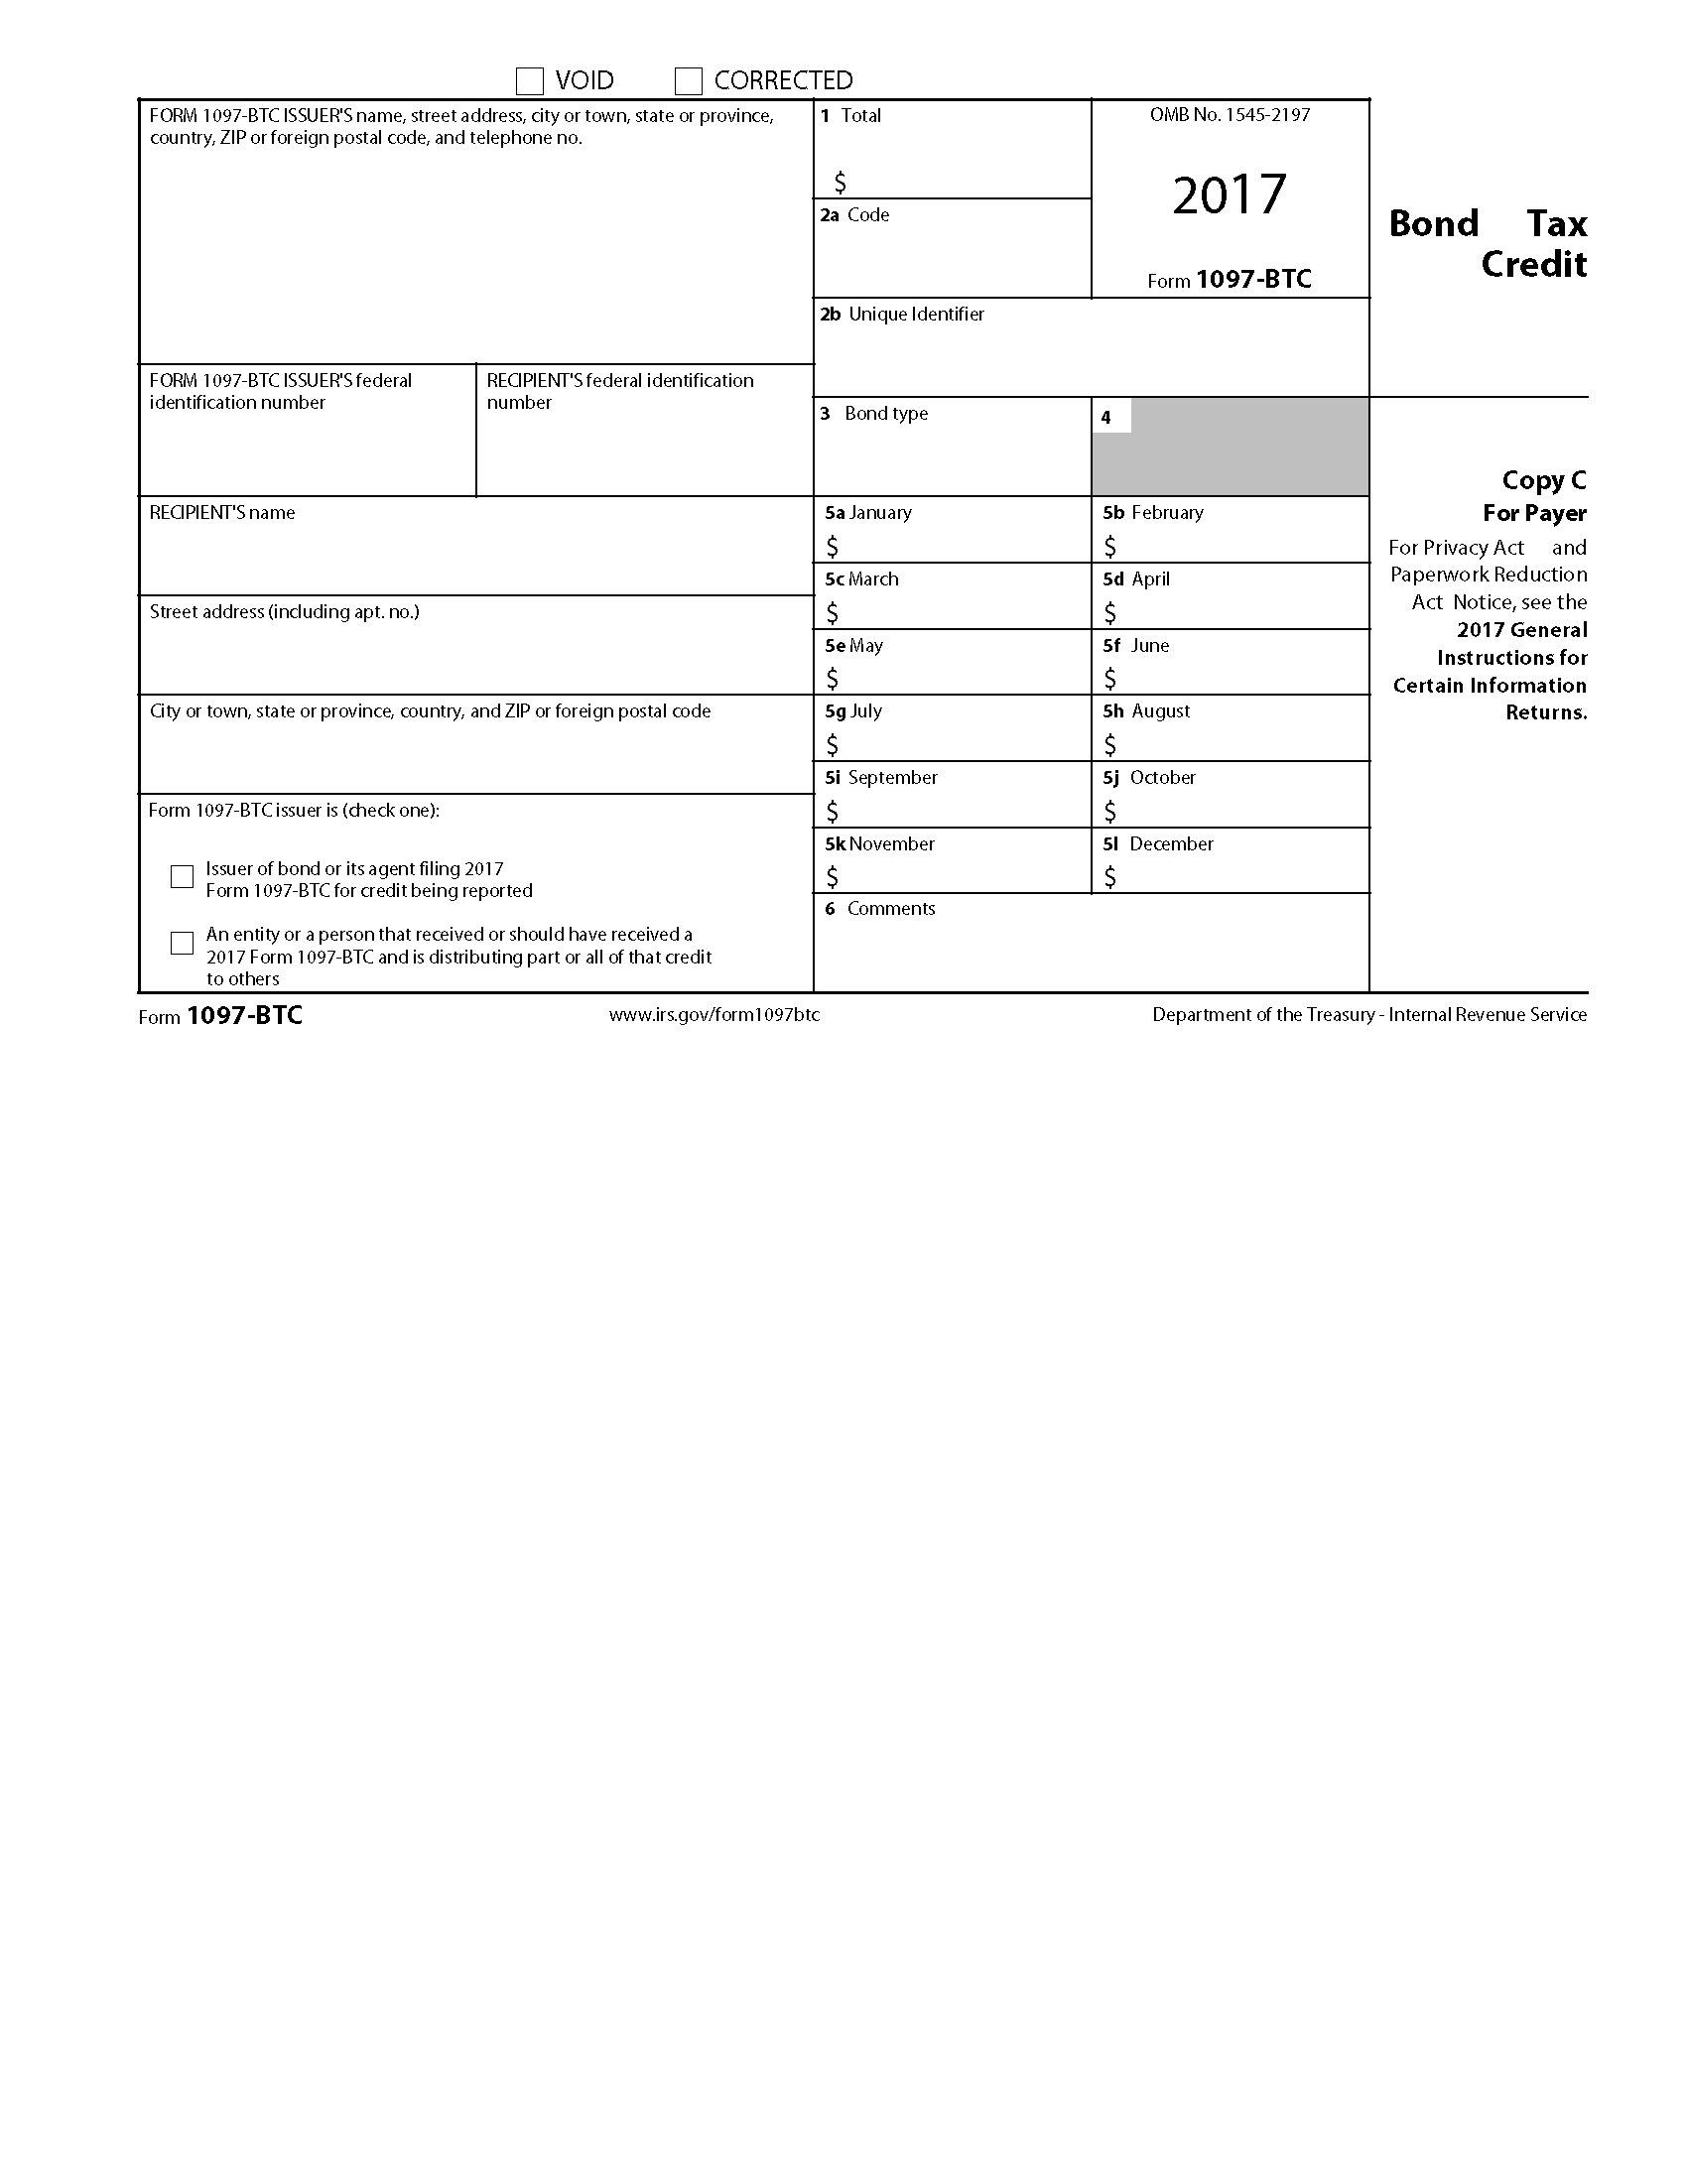 VOID CORRECTED
FORM 1097-BTC ISSUER'S name, street address, city or town, state or province,
country, ZIP or foreign postal code, and telephone no.
1 Total
$
OMB No. 1545-2197
2017
Form 1097-BTC
Bond Tax
Credit
2a Code
2b Unique Identifier
FORM 1097-BTC ISSUER'S federal
identification number
RECIPIENT'S federal identification
number
3 Bond type
4
Copy C
For Payer
For Privacy Act and
Paperwork Reduction
Act Notice, see the
2017 General
Instructions for
Certain Information
Returns.
RECIPIENT'S name
5a January
$
5b February
$
5c March
$
5d April
$
Street address (including apt. no.)
5e May
$
5f June
$
City or town, state or province, country, and ZIP or foreign postal code
5g July
$
5h August
$
5i September
$
5j October
$
Form 1097-BTC issuer is (check one):
Issuer of bond or its agent filing 2017
Form 1097-BTC for credit being reported
An entity or a person that received or should have received a
2017 Form 1097-BTC and is distributing part or all of that credit
to others
5k November
$
5l December
$
6 Comments
Form 1097-BTC
www.irs.gov/form1097btc
Department of the Treasury - Internal Revenue Service